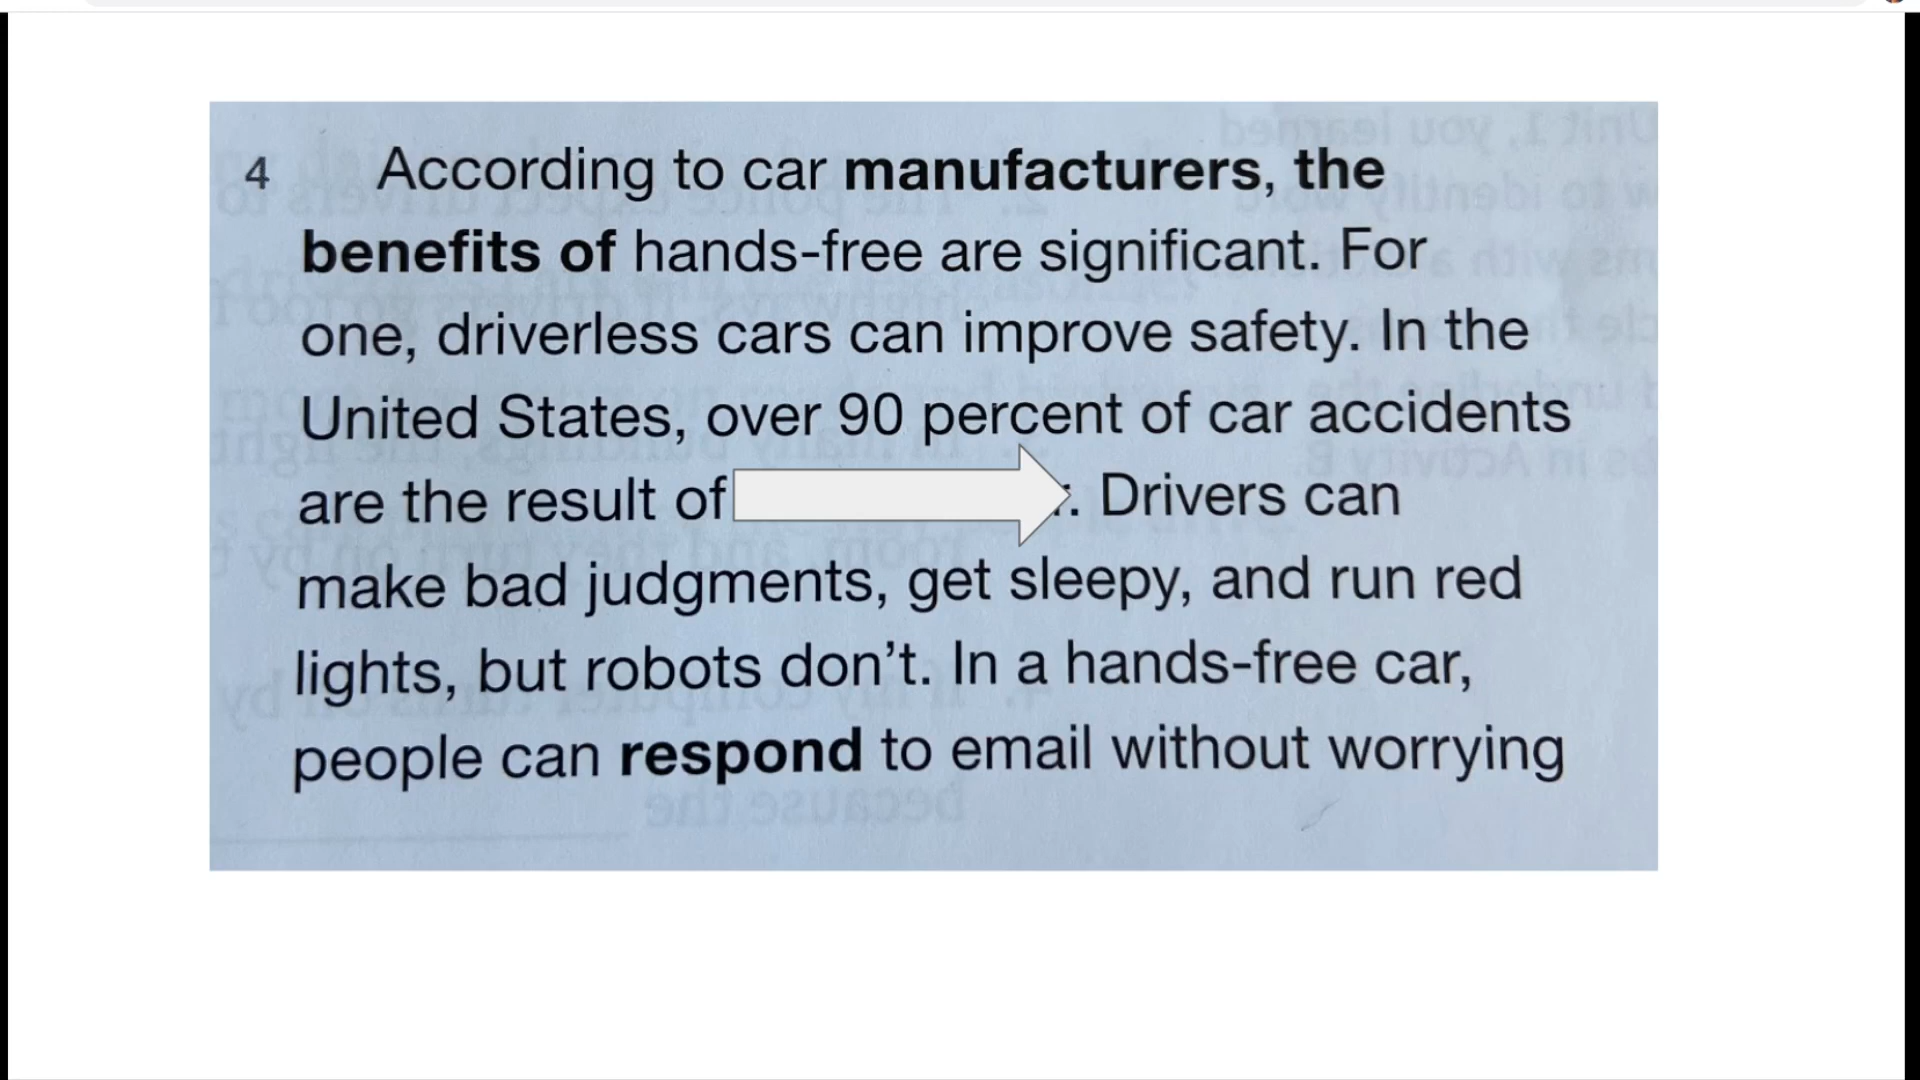 4 According to car manufacturers, the
benefits of hands-free are significant. For
one, driverless cars can improve safety. In the
United States, over 90 percent of car accidents
are the result of . Drivers can
make bad judgments, get sleepy, and run red
lights, but robots don’t. In a hands-free car,
people can respond to email without worrying